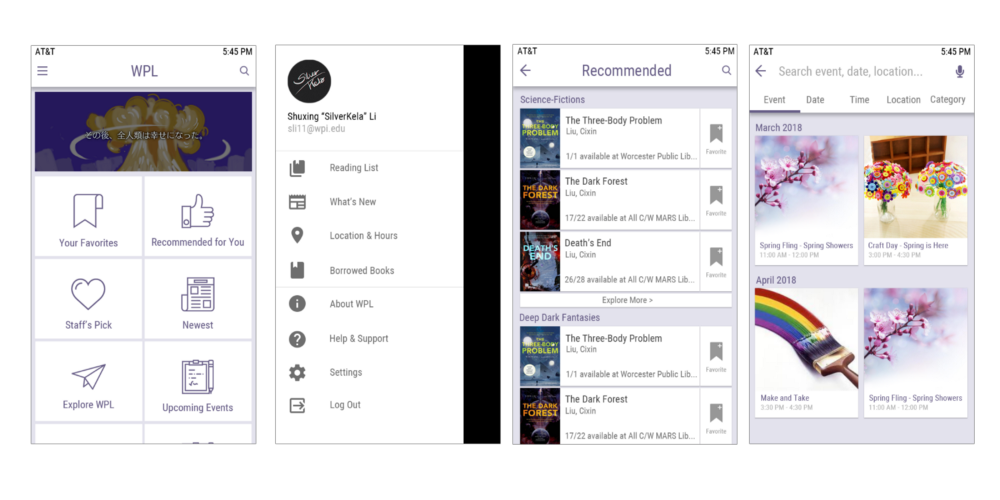 AT&T 5:45 PM
WPL
その後、全人類は幸せになった。
Your Favorites
Recommended for You
Staff's Pick
Newest
Explore WPL
Upcoming Events
Silver
Kela
Shuxing "SilverKela" Li
sli11@wpi.edu
Reading List
What's New
Location & Hours
Borrowed Books
About WPL
Help & Support
Settings
Log Out
AT&T 5:45 PM
Recommended
Science-Fictions
THE THREE-BODY
PROBLEM
The Three-Body Problem
Liu, Cixin
1/1 available at Worcester Public Lib...
Favorite
THE DARK
FOREST
The Dark Forest
Liu, Cixin
17/22 available at All C/W MARS Lib...
Favorite
DEATH'S
END
Death's End
Liu, Cixin
26/28 available at All C/W MARS Lib...
Favorite
Explore More >
Deep Dark Fantasies
THE THREE-BODY
PROBLEM
The Three-Body Problem
Liu, Cixin
1/1 available at Worcester Public Lib...
Favorite
THE DARK
FOREST
The Dark Forest
Liu, Cixin
17/22 available at All C/W MARS Lib...
Favorite
AT&T 5:45 PM
Search event, date, location...
Event Date Time Location Category
March 2018
Spring Fling - Spring Showers
11:00 AM - 12:00 PM
Craft Day - Spring is Here
3:00 PM - 4:30 PM
April 2018
Make and Take
3:30 PM - 4:30 PM
Spring Fling - Spring Showers
11:00 AM - 12:00 PM